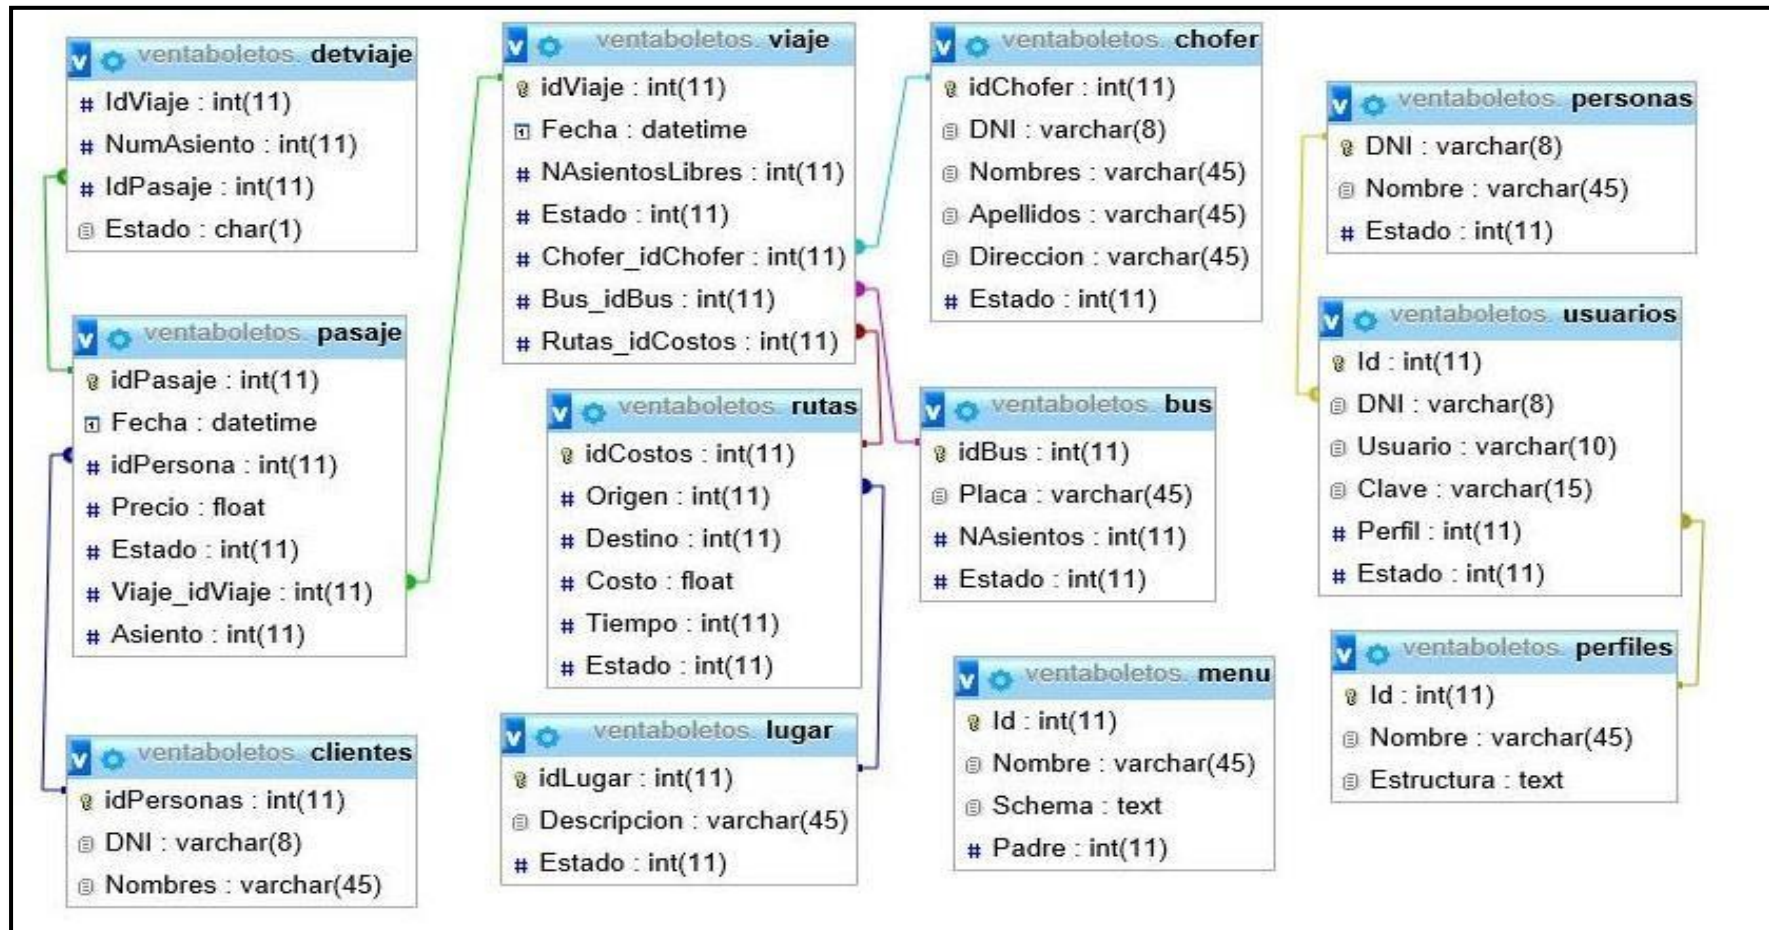 ventaboletos. detviaje
# IdViaje : int(11)
# NumAsiento : int(11)
# IdPasaje : int(11)
Estado : char(1)
ventaboletos. pasaje
idPasaje : int(11)
Fecha : datetime
# idPersona : int(11)
# Precio : float
# Estado : int(11)
# Viaje_idViaje : int(11)
# Asiento : int(11)
ventaboletos. clientes
idPersonas : int(11)
DNI : varchar(8)
Nombres : varchar(45)
ventaboletos. viaje
idViaje : int(11)
Fecha : datetime
# NAsientosLibres : int(11)
# Estado : int(11)
# Chofer_idChofer : int(11)
# Bus_idBus : int(11)
# Rutas_idCostos : int(11)
ventaboletos. rutas
idCostos : int(11)
# Origen : int(11)
# Destino : int(11)
# Costo : float
# Tiempo : int(11)
# Estado : int(11)
ventaboletos. lugar
idLugar : int(11)
Descripcion : varchar(45)
# Estado : int(11)
ventaboletos. chofer
idChofer : int(11)
DNI : varchar(8)
Nombres : varchar(45)
Apellidos : varchar(45)
Direccion : varchar(45)
# Estado : int(11)
ventaboletos. bus
idBus : int(11)
Placa : varchar(45)
# NAsientos : int(11)
# Estado : int(11)
ventaboletos. menu
Id : int(11)
Nombre : varchar(45)
Schema : text
# Padre : int(11)
ventaboletos. personas
DNI : varchar(8)
Nombre : varchar(45)
# Estado : int(11)
ventaboletos. usuarios
Id : int(11)
DNI : varchar(8)
Usuario : varchar(10)
Clave : varchar(15)
# Perfil : int(11)
# Estado : int(11)
ventaboletos. perfiles
Id : int(11)
Nombre : varchar(45)
Estructura : text